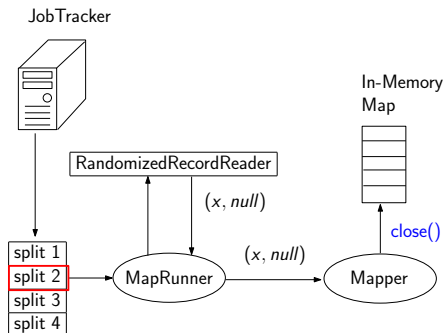 JobTracker
In-Memory
Map
RandomizedRecordReader
(x, null)
close()
(x, null)
split 1
split 2
split 3
split 4
MapRunner
Mapper